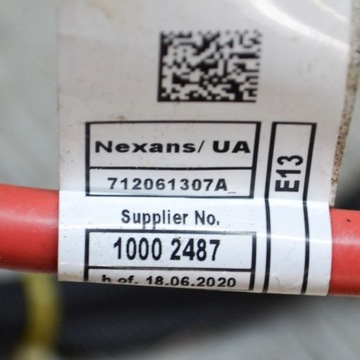 Nexans/ UA
712061307A_
E13
Supplier No.
1000 2487
h of. 18.06.2020